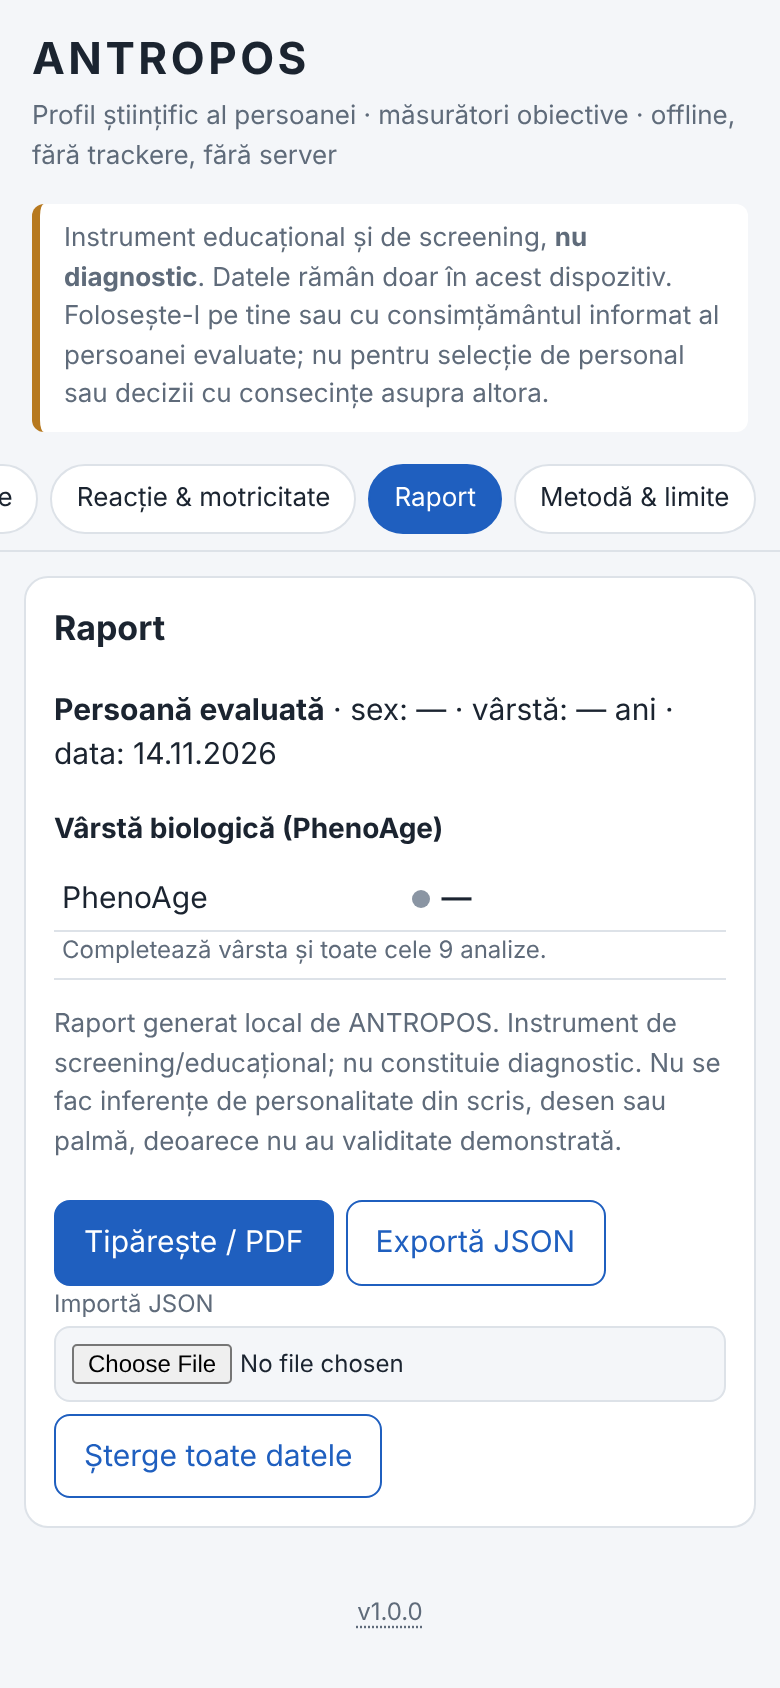 ANTROPOS
Profil științific al persoanei · măsurători obiective · offline,
fără trackere, fără server
Instrument educațional și de screening, nu
diagnostic. Datele rămân doar în acest dispozitiv.
Folosește-l pe tine sau cu consimțământul informat al
persoanei evaluate; nu pentru selecție de personal
sau decizii cu consecințe asupra altora.
e Reacție & motricitate Raport Metodă & limite
Raport
Persoană evaluată · sex: — · vârstă: — ani ·
data: 14.11.2026
Vârstă biologică (PhenoAge)
PhenoAge —
Completează vârsta și toate cele 9 analize.
Raport generat local de ANTROPOS. Instrument de
screening/educațional; nu constituie diagnostic. Nu se
fac inferențe de personalitate din scris, desen sau
palmă, deoarece nu au validitate demonstrată.
Tipărește / PDF Exportă JSON
Importă JSON
Choose File No file chosen
Șterge toate datele
v1.0.0